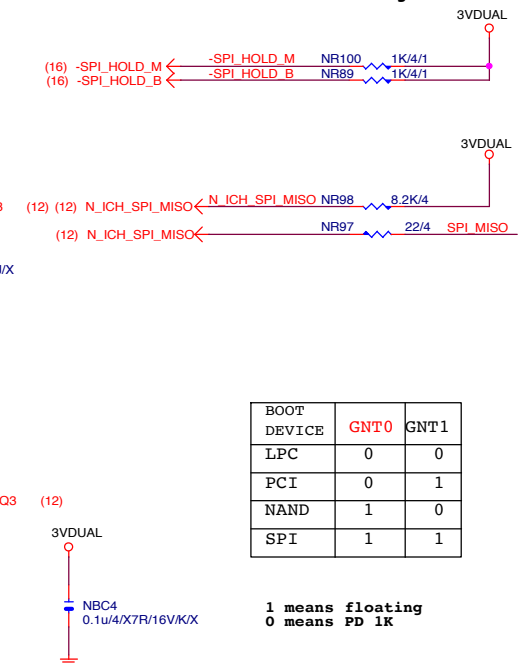 3VDUAL
(16) -SPI_HOLD_M -SPI_HOLD_M NR100 1K/4/1
(16) -SPI_HOLD_B -SPI_HOLD_B NR89 1K/4/1
3VDUAL
(12) (12) N_ICH_SPI_MISO N_ICH_SPI_MISO NR98 8.2K/4
(12) N_ICH_SPI_MISO NR97 22/4 SPI_MISO
/X
BOOT
DEVICE GNT0 GNT1
LPC 0 0
PCI 0 1
NAND 1 0
SPI 1 1
Q3 (12)
3VDUAL
NBC4
0.1u/4/X7R/16V/K/X
1 means floating
0 means PD 1K